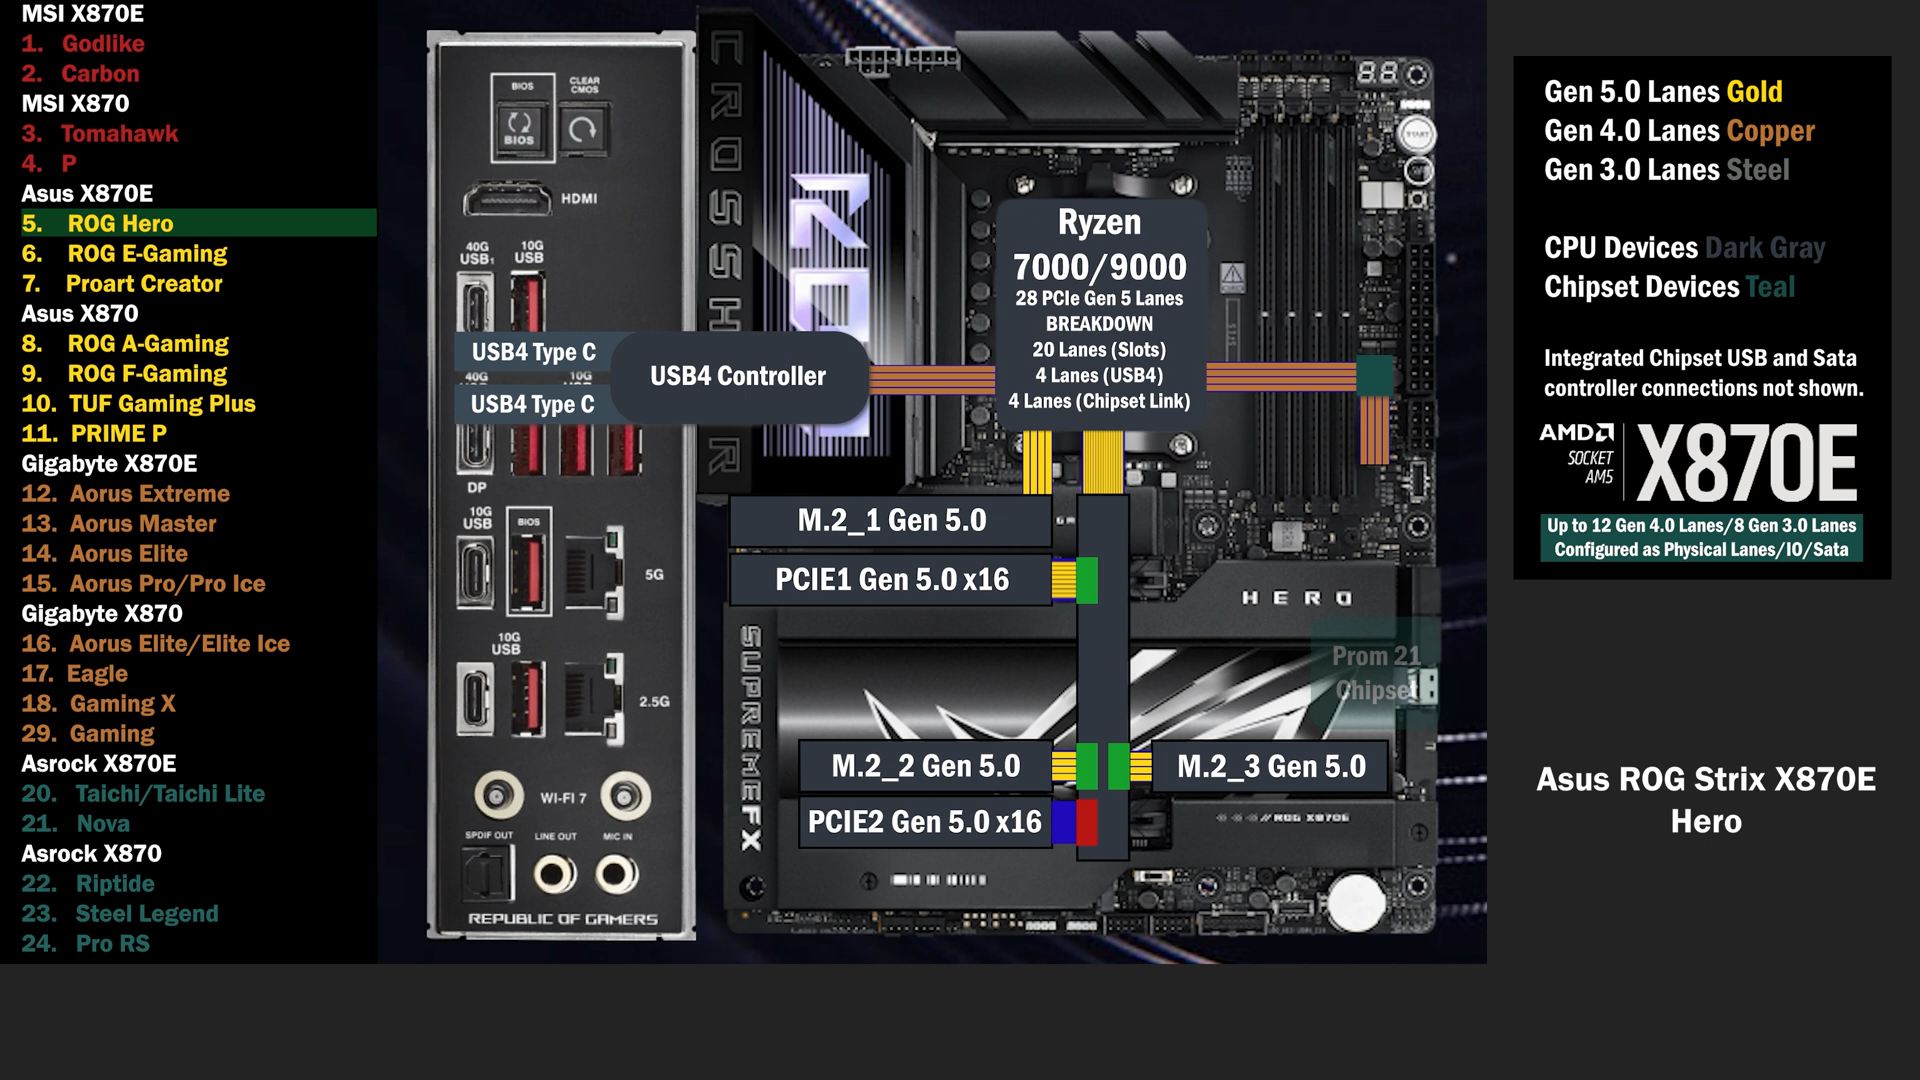 MSI X870E
1. Godlike
2. Carbon
MSI X870
3. Tomahawk
4. P
Asus X870E
5. ROG Hero
6. ROG E-Gaming
7. Proart Creator
Asus X870
8. ROG A-Gaming
9. ROG F-Gaming
10. TUF Gaming Plus
11. PRIME P
Gigabyte X870E
12. Aorus Extreme
13. Aorus Master
14. Aorus Elite
15. Aorus Pro/Pro Ice
Gigabyte X870
16. Aorus Elite/Elite Ice
17. Eagle
18. Gaming X
29. Gaming
Asrock X870E
20. Taichi/Taichi Lite
21. Nova
Asrock X870
22. Riptide
23. Steel Legend
24. Pro RS
BIOS
CLEAR CMOS
BIOS
HDMI
40G USB1
10G USB
USB4 Type C
USB4 Controller
40G
10G
USB4 Type C
DP
10G USB
BIOS
5G
10G USB
2.5G
WI-FI 7
SPDIF OUT
LINE OUT
MIC IN
REPUBLIC OF GAMERS
CROSSH
R
START
Ryzen
7000/9000
28 PCIe Gen 5 Lanes
BREAKDOWN
20 Lanes (Slots)
4 Lanes (USB4)
4 Lanes (Chipset Link)
M.2_1 Gen 5.0
PCIE1 Gen 5.0 x16
HERO
SUPREMEFX
Prom 21
Chipset
M.2_2 Gen 5.0
M.2_3 Gen 5.0
PCIE2 Gen 5.0 x16
ROG X870E
Gen 5.0 Lanes Gold
Gen 4.0 Lanes Copper
Gen 3.0 Lanes Steel
CPU Devices Dark Gray
Chipset Devices Teal
Integrated Chipset USB and Sata
controller connections not shown.
AMD
SOCKET
AM5
X870E
Up to 12 Gen 4.0 Lanes/8 Gen 3.0 Lanes
Configured as Physical Lanes/IO/Sata
Asus ROG Strix X870E
Hero